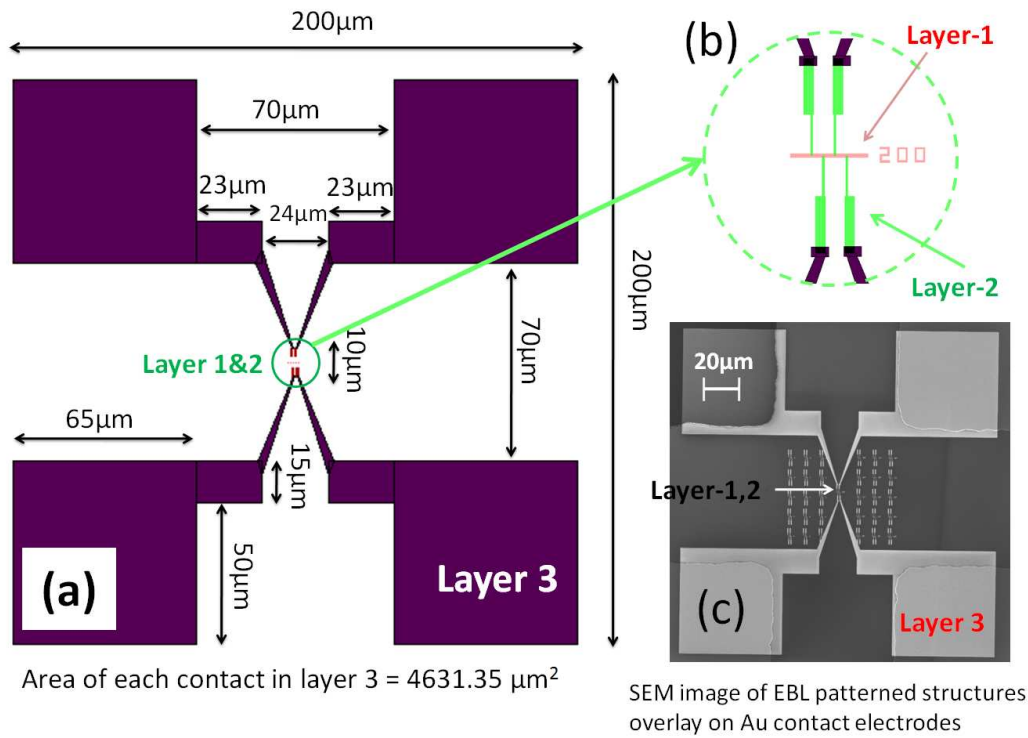 200μm
(b)
Layer-1
70μm
200
23μm
23μm
24μm
200μm
Layer-2
10μm
70μm
Layer 1&2
20μm
65μm
15μm
Layer-1,2
50μm
(a)
Layer 3
(c)
Layer 3
Area of each contact in layer 3 = 4631.35 μm²
SEM image of EBL patterned structures
overlay on Au contact electrodes